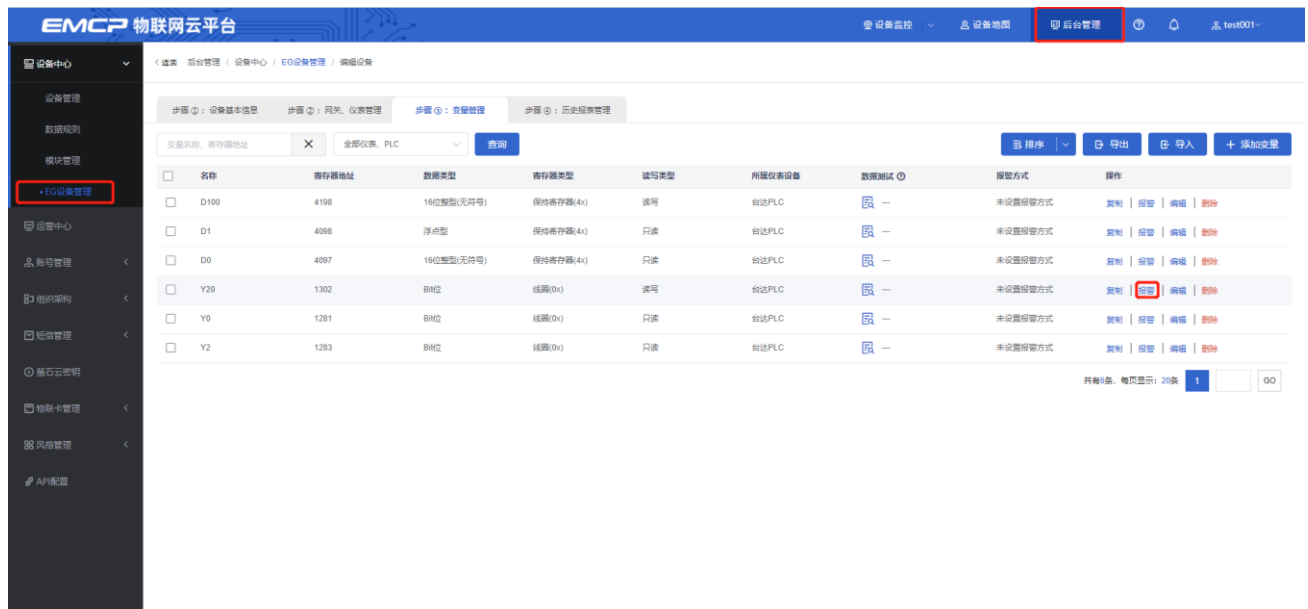 EMCP 物联网云平台 设备监控 设备地图 后台管理 test001
设备中心
设备管理
数据规则
模块管理
•EG设备管理
运营中心
账号管理
组织架构
短信管理
萤石云密钥
物联卡管理
风格管理
API配置
<返回 后台管理 / 设备中心 / EG设备管理 / 编辑设备
步骤①：设备基本信息 步骤②：网关、仪表管理 步骤③：变量管理 步骤④：历史报表管理
变量名称、寄存器地址 全部仪表、PLC 查询 排序 导出 导入 + 添加变量
名称 寄存器地址 数据类型 寄存器类型 读写类型 所属仪表设备 数据测试 报警方式 操作
D100 4198 16位整型(无符号) 保持寄存器(4x) 读写 台达PLC --- 未设置报警方式 复制 | 报警 | 编辑 | 删除
D1 4098 浮点型 保持寄存器(4x) 只读 台达PLC --- 未设置报警方式 复制 | 报警 | 编辑 | 删除
D0 4097 16位整型(无符号) 保持寄存器(4x) 只读 台达PLC --- 未设置报警方式 复制 | 报警 | 编辑 | 删除
Y20 1302 Bit位 线圈(0x) 读写 台达PLC --- 未设置报警方式 复制 | 报警 | 编辑 | 删除
Y0 1281 Bit位 线圈(0x) 只读 台达PLC --- 未设置报警方式 复制 | 报警 | 编辑 | 删除
Y2 1283 Bit位 线圈(0x) 只读 台达PLC --- 未设置报警方式 复制 | 报警 | 编辑 | 删除
共有6条，每页显示：20条 1 GO